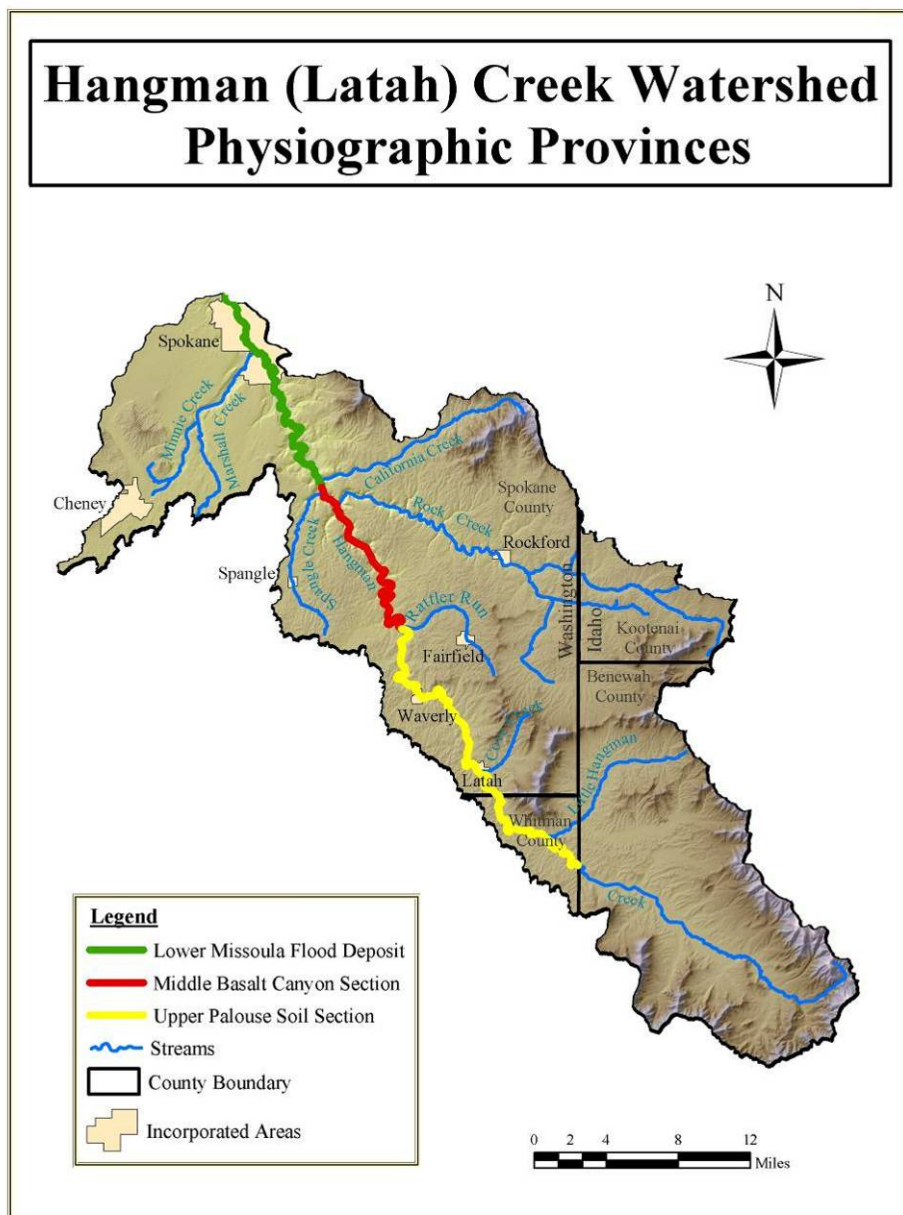 Hangman (Latah) Creek Watershed
Physiographic Provinces
N
Spokane
Minnie Creek
Marshall Creek
California Creek
Cheney
Spokane
County
Rock Creek
Rockford
Spangle
Spangle Creek
Hangman
Rattler Run
Washington
Idaho
Kootenai
County
Fairfield
Benewah
County
Waverly
Cove Creek
Little Hangman
Latah
Whitman
County
Creek
Legend
Lower Missoula Flood Deposit
Middle Basalt Canyon Section
Upper Palouse Soil Section
Streams
County Boundary
Incorporated Areas
0 2 4 8 12
Miles